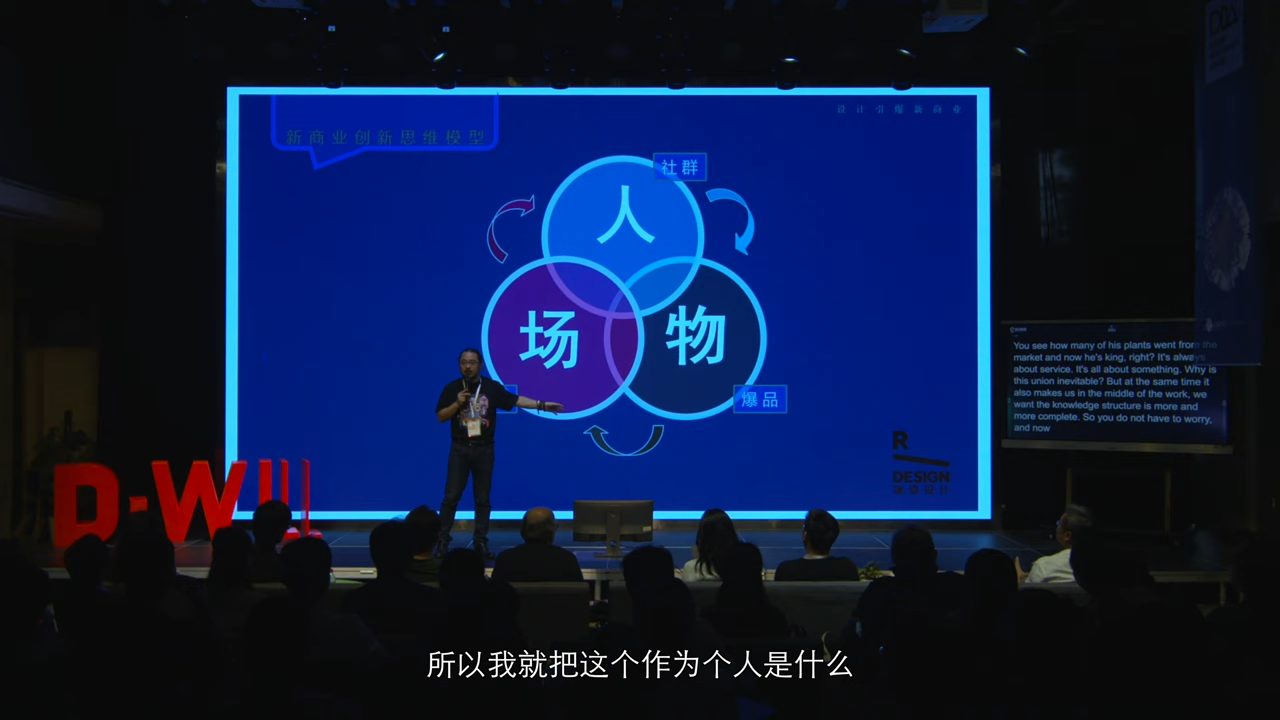 设计引爆新商业
新商业创新思维模型
社群
人
场
物
爆品
R
DESIGN
D·WILL
You see how many of his plants went from the
market and now he's king, right? It's always
about service. It's all about something. Why is
this union inevitable? But at the same time it
also makes us in the middle of the work, we
want the knowledge structure is more and
more complete. So you do not have to worry,
and now
所以我就把这个作为个人是什么